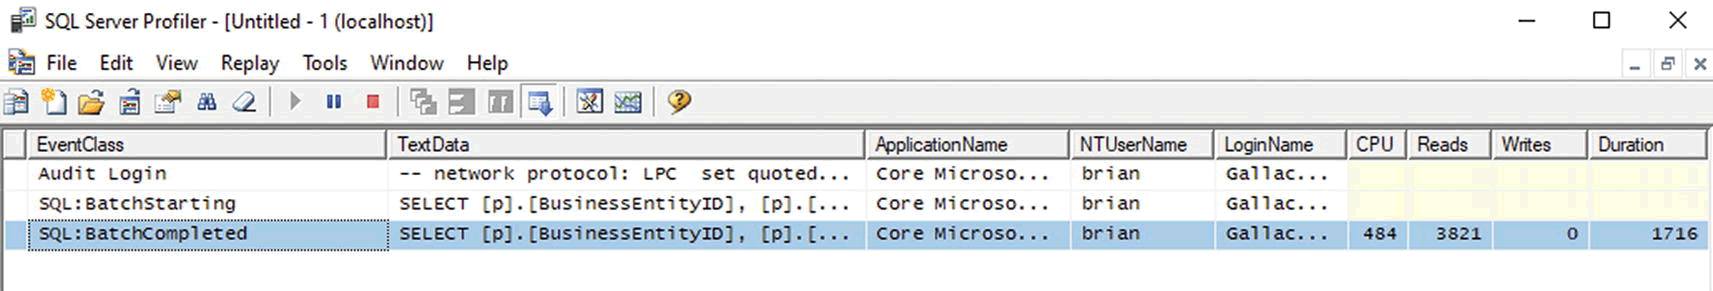 SQL Server Profiler - [Untitled - 1 (localhost)]
File Edit View Replay Tools Window Help
EventClass TextData ApplicationName NTUserName LoginName CPU Reads Writes Duration
Audit Login -- network protocol: LPC set quoted... Core Microso... brian Gallac...
SQL:BatchStarting SELECT [p].[BusinessEntityID], [p].[... Core Microso... brian Gallac...
SQL:BatchCompleted SELECT [p].[BusinessEntityID], [p].[... Core Microso... brian Gallac... 484 3821 0 1716